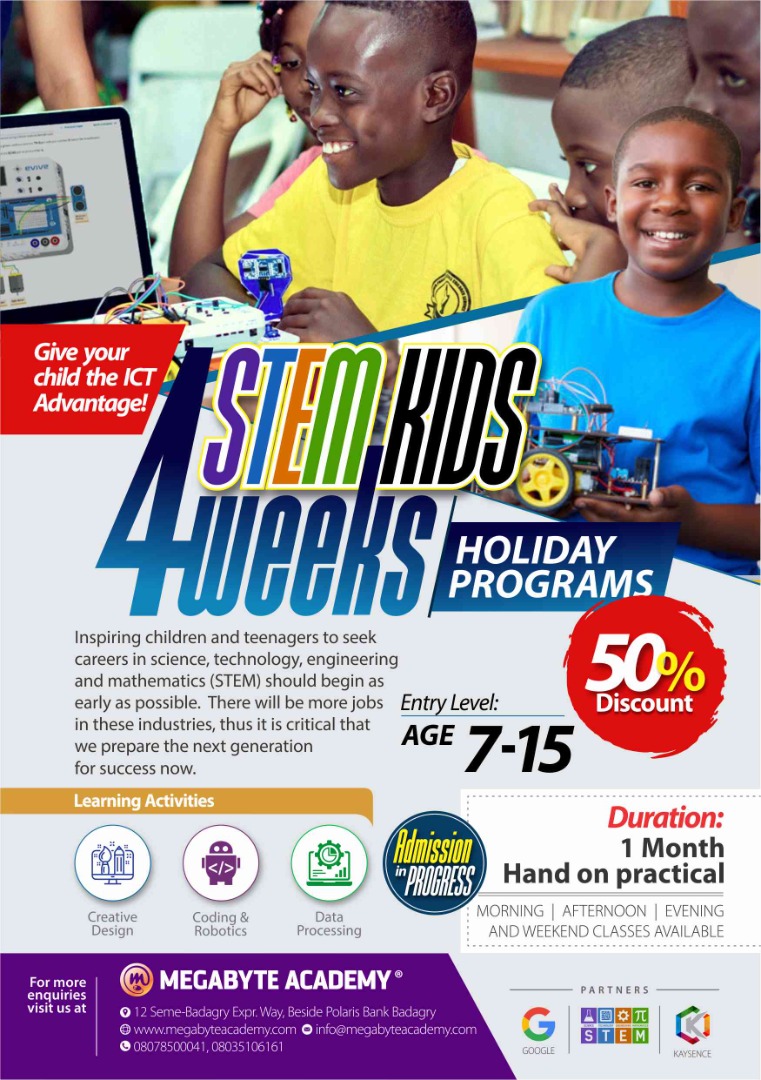 evive
Give your
child the ICT
Advantage!
STEM KIDS
4weeks
HOLIDAY
PROGRAMS
Inspiring children and teenagers to seek
careers in science, technology, engineering
and mathematics (STEM) should begin as
early as possible. There will be more jobs
in these industries, thus it is critical that
we prepare the next generation
for success now.
Entry Level:
AGE 7-15
50%
Discount
Learning Activities
Creative
Design
Coding &
Robotics
Data
Processing
Admission
in PROGRESS
Duration:
1 Month
Hand on practical
MORNING | AFTERNOON | EVENING
AND WEEKEND CLASSES AVAILABLE
For more
enquiries
visit us at
m
MEGABYTE ACADEMY®
12 Seme-Badagry Expr. Way, Beside Polaris Bank Badagry
www.megabyteacademy.com info@megabyteacademy.com
08078500041, 08035106161
PARTNERS
GOOGLE
STEM
KAYSENCE